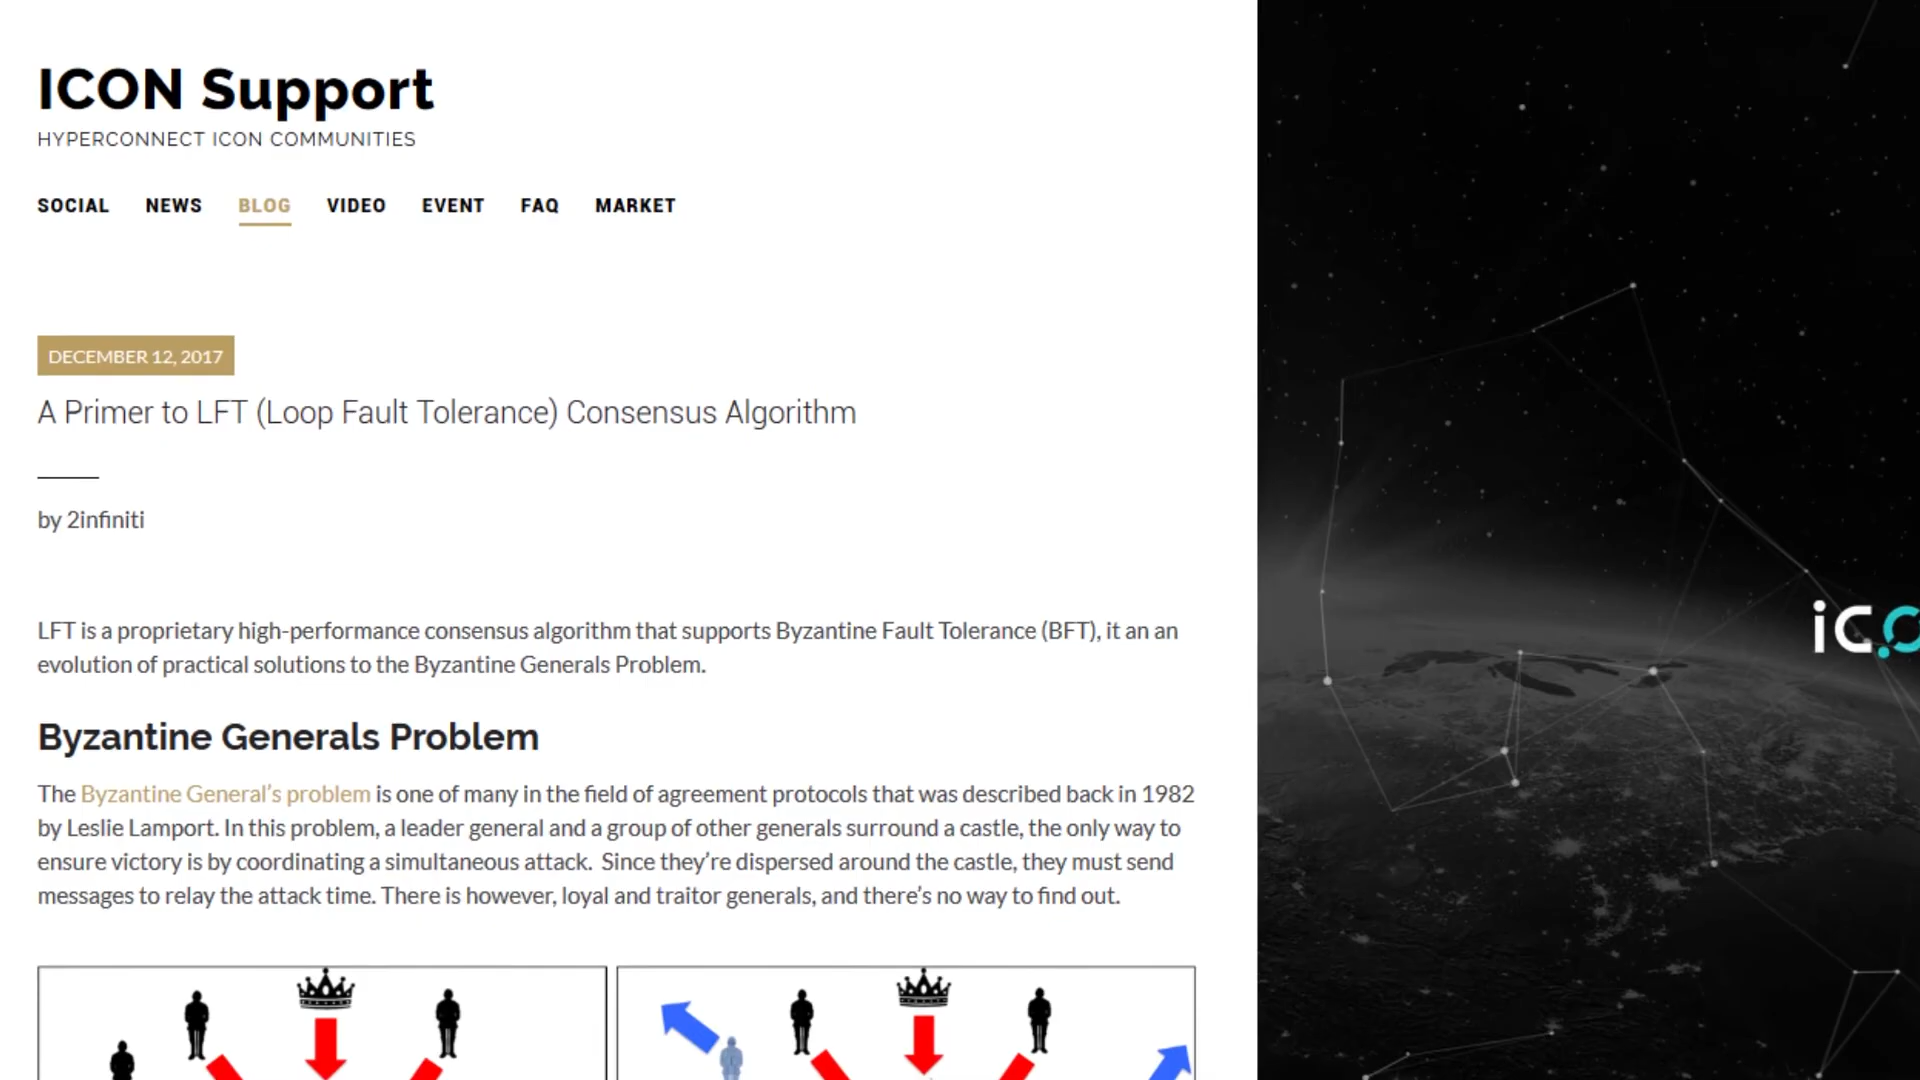 ICON Support
HYPERCONNECT ICON COMMUNITIES
SOCIAL NEWS BLOG VIDEO EVENT FAQ MARKET
DECEMBER 12, 2017
A Primer to LFT (Loop Fault Tolerance) Consensus Algorithm
by 2infiniti
LFT is a proprietary high-performance consensus algorithm that supports Byzantine Fault Tolerance (BFT), it an an
evolution of practical solutions to the Byzantine Generals Problem.
Byzantine Generals Problem
The Byzantine General’s problem is one of many in the field of agreement protocols that was described back in 1982
by Leslie Lamport. In this problem, a leader general and a group of other generals surround a castle, the only way to
ensure victory is by coordinating a simultaneous attack. Since they’re dispersed around the castle, they must send
messages to relay the attack time. There is however, loyal and traitor generals, and there’s no way to find out.